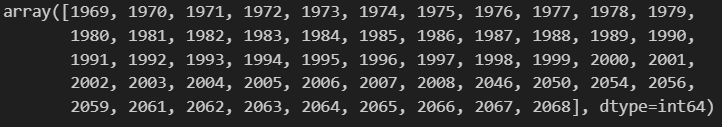 array([1969, 1970, 1971, 1972, 1973, 1974, 1975, 1976, 1977, 1978, 1979,
1980, 1981, 1982, 1983, 1984, 1985, 1986, 1987, 1988, 1989, 1990,
1991, 1992, 1993, 1994, 1995, 1996, 1997, 1998, 1999, 2000, 2001,
2002, 2003, 2004, 2005, 2006, 2007, 2008, 2046, 2050, 2054, 2056,
2059, 2061, 2062, 2063, 2064, 2065, 2066, 2067, 2068], dtype=int64)